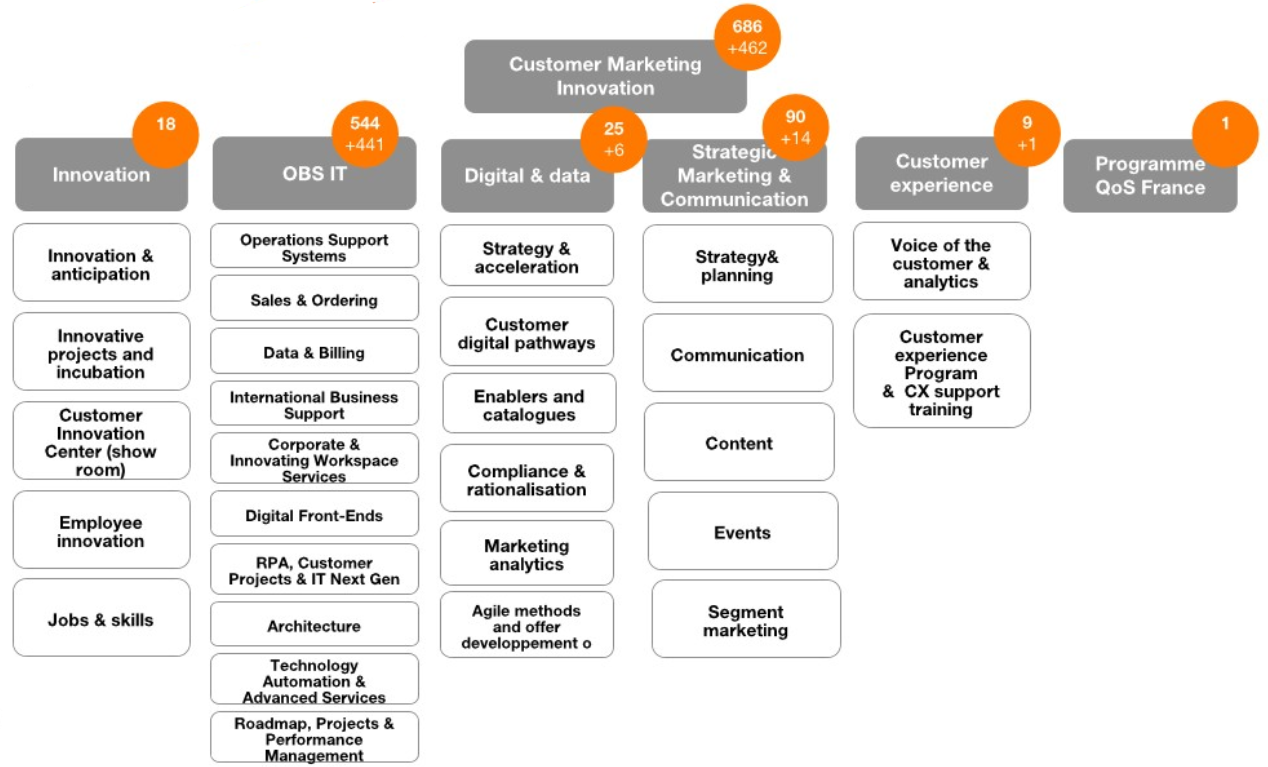 686
+462
Customer Marketing
Innovation
18
Innovation
Innovation &
anticipation
Innovative
projects and
incubation
Customer
Innovation
Center (show
room)
Employee
innovation
Jobs & skills
544
+441
OBS IT
Operations Support
Systems
Sales & Ordering
Data & Billing
International Business
Support
Corporate &
Innovating Workspace
Services
Digital Front-Ends
RPA, Customer
Projects & IT Next Gen
Architecture
Technology
Automation &
Advanced Services
Roadmap, Projects &
Performance
Management
25
+6
Digital & data
Strategy &
acceleration
Customer
digital pathways
Enablers and
catalogues
Compliance &
rationalisation
Marketing
analytics
Agile methods
and offer
developpement o
90
+14
Strategic
Marketing &
Communication
Strategy&
planning
Communication
Content
Events
Segment
marketing
9
+1
Customer
experience
Voice of the
customer &
analytics
Customer
experience
Program
& CX support
training
1
Programme
QoS France